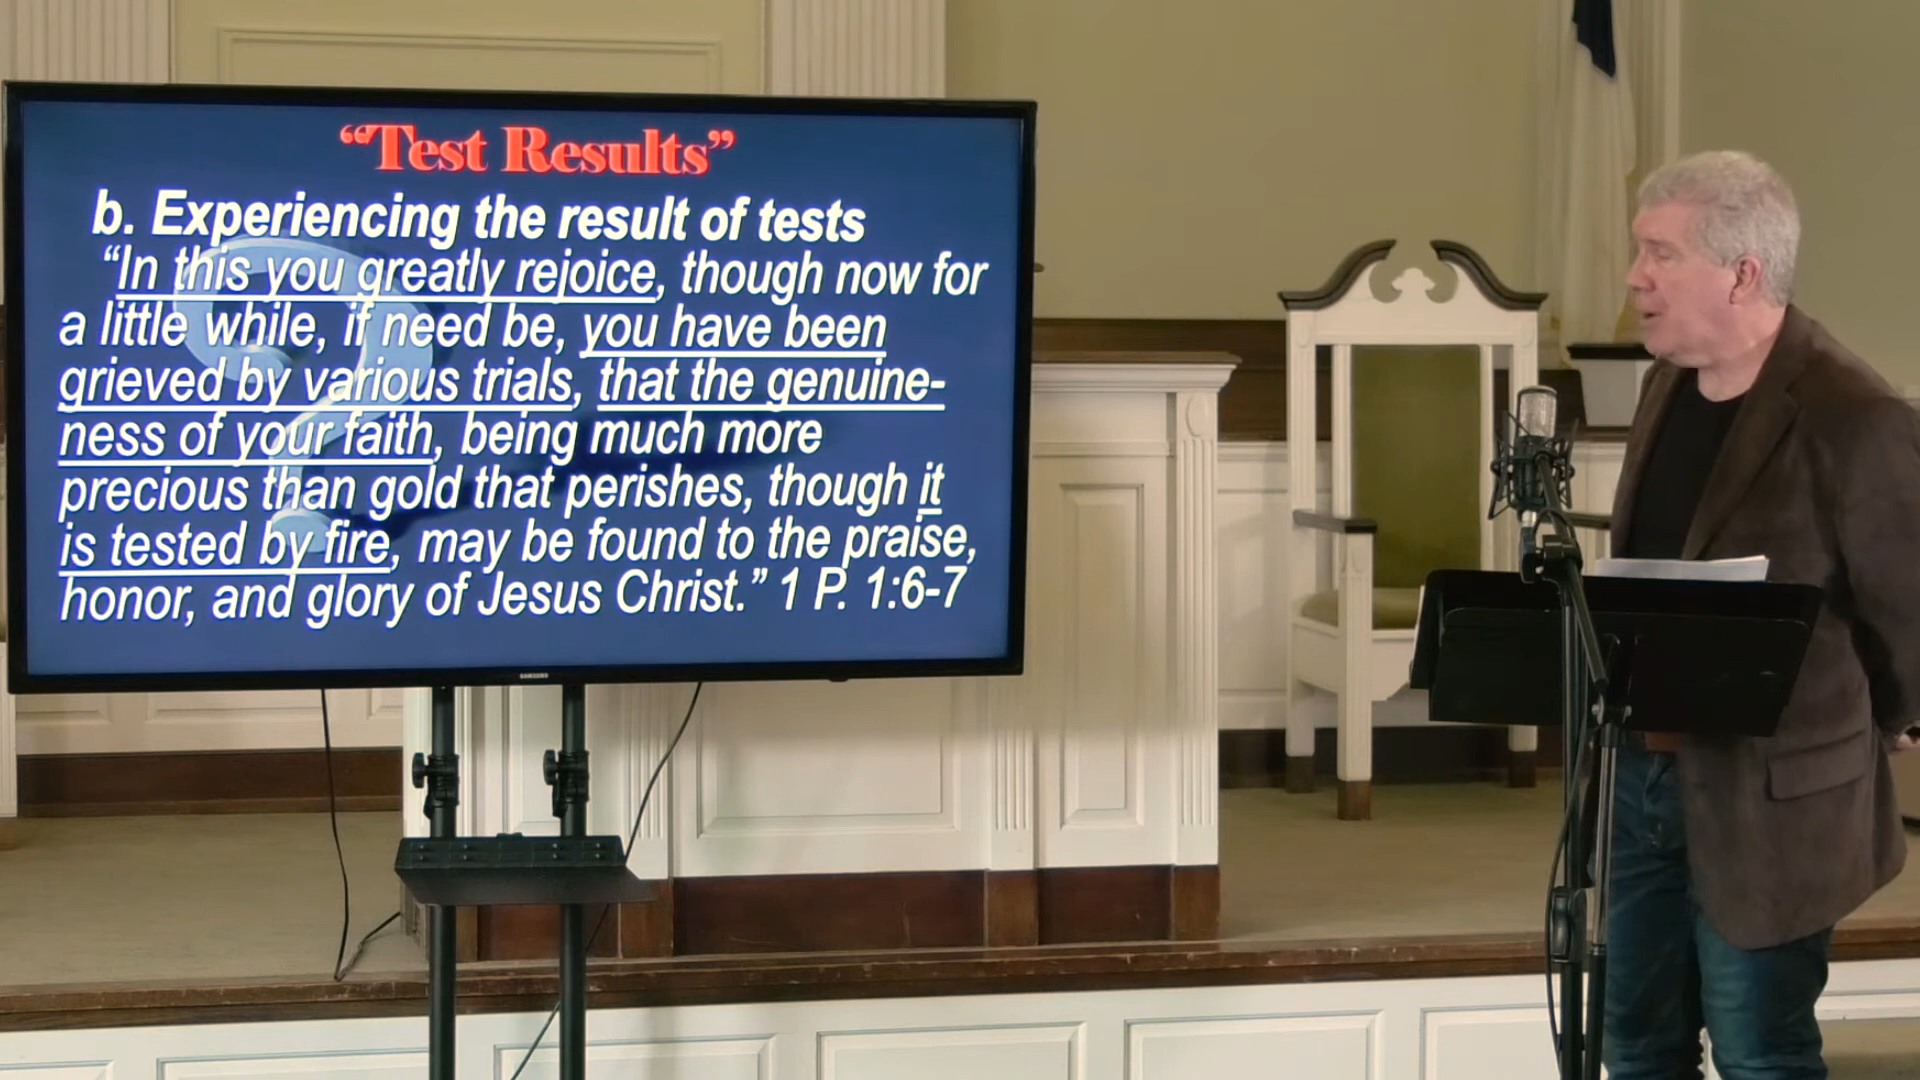 “Test Results”
b. Experiencing the result of tests
“In this you greatly rejoice, though now for
a little while, if need be, you have been
grieved by various trials, that the genuine-
ness of your faith, being much more
precious than gold that perishes, though it
is tested by fire, may be found to the praise,
honor, and glory of Jesus Christ.” 1 P. 1:6-7
SAMSUNG